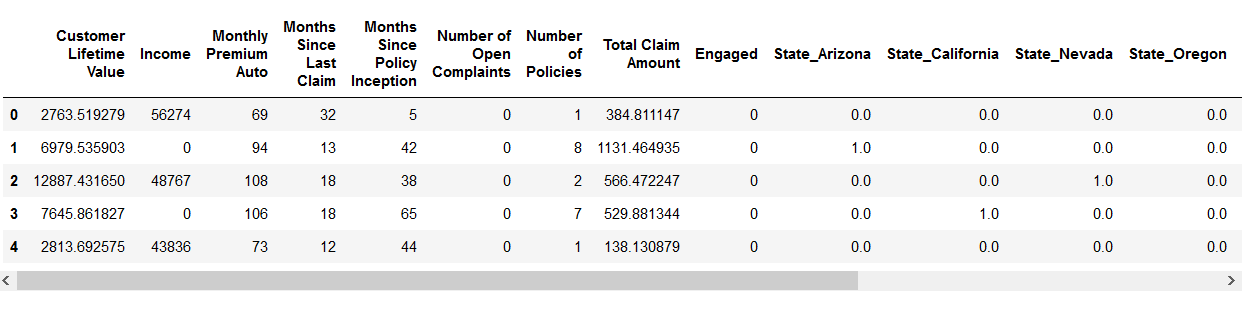 Customer Lifetime Value Income Monthly Premium Auto Months Since Last Claim Months Since Policy Inception Number of Open Complaints Number of Policies Total Claim Amount Engaged State_Arizona State_California State_Nevada State_Oregon
0 2763.519279 56274 69 32 5 0 1 384.811147 0 0.0 0.0 0.0 0.0
1 6979.535903 0 94 13 42 0 8 1131.464935 0 1.0 0.0 0.0 0.0
2 12887.431650 48767 108 18 38 0 2 566.472247 0 0.0 0.0 1.0 0.0
3 7645.861827 0 106 18 65 0 7 529.881344 0 0.0 1.0 0.0 0.0
4 2813.692575 43836 73 12 44 0 1 138.130879 0 0.0 0.0 0.0 0.0